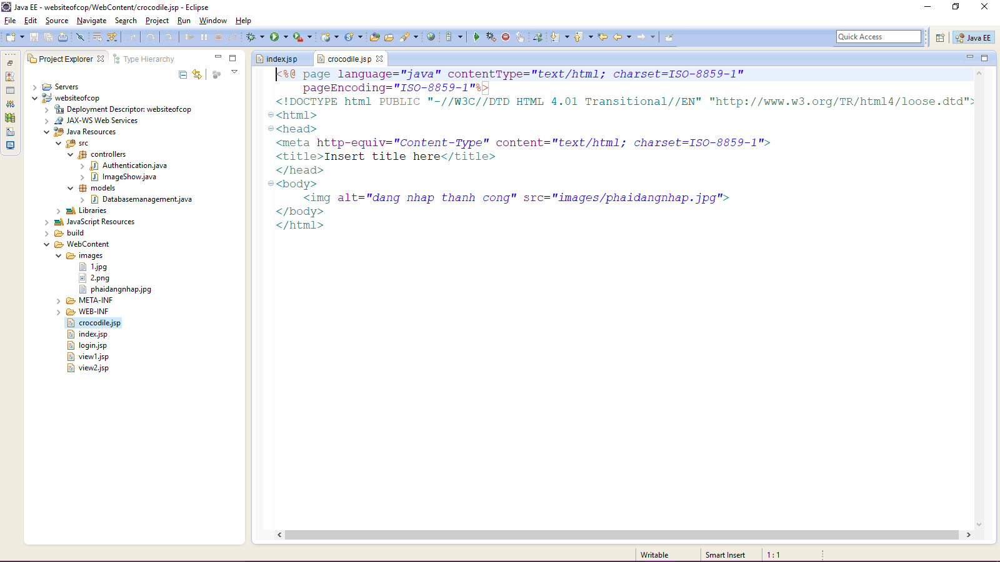 Java EE - websiteofcop/WebContent/crocodile.jsp - Eclipse
File Edit Source Navigate Search Project Run Window Help
Quick Access
Java EE
Project Explorer
Type Hierarchy
Servers
websiteofcop
Deployment Descriptor: websiteofcop
JAX-WS Web Services
Java Resources
src
controllers
Authentication.java
ImageShow.java
models
Databasemanagement.java
Libraries
JavaScript Resources
build
WebContent
images
1.jpg
2.png
phaidangnhap.jpg
META-INF
WEB-INF
crocodile.jsp
index.jsp
login.jsp
view1.jsp
view2.jsp
index.jsp
crocodile.jsp
<%@ page language="java" contentType="text/html; charset=ISO-8859-1"
    pageEncoding="ISO-8859-1"%>
<!DOCTYPE html PUBLIC "-//W3C//DTD HTML 4.01 Transitional//EN" "http://www.w3.org/TR/html4/loose.dtd">
<html>
<head>
<meta http-equiv="Content-Type" content="text/html; charset=ISO-8859-1">
<title>Insert title here</title>
</head>
<body>
    <img alt="dang nhap thanh cong" src="images/phaidangnhap.jpg">
</body>
</html>
Writable
Smart Insert
1 : 1